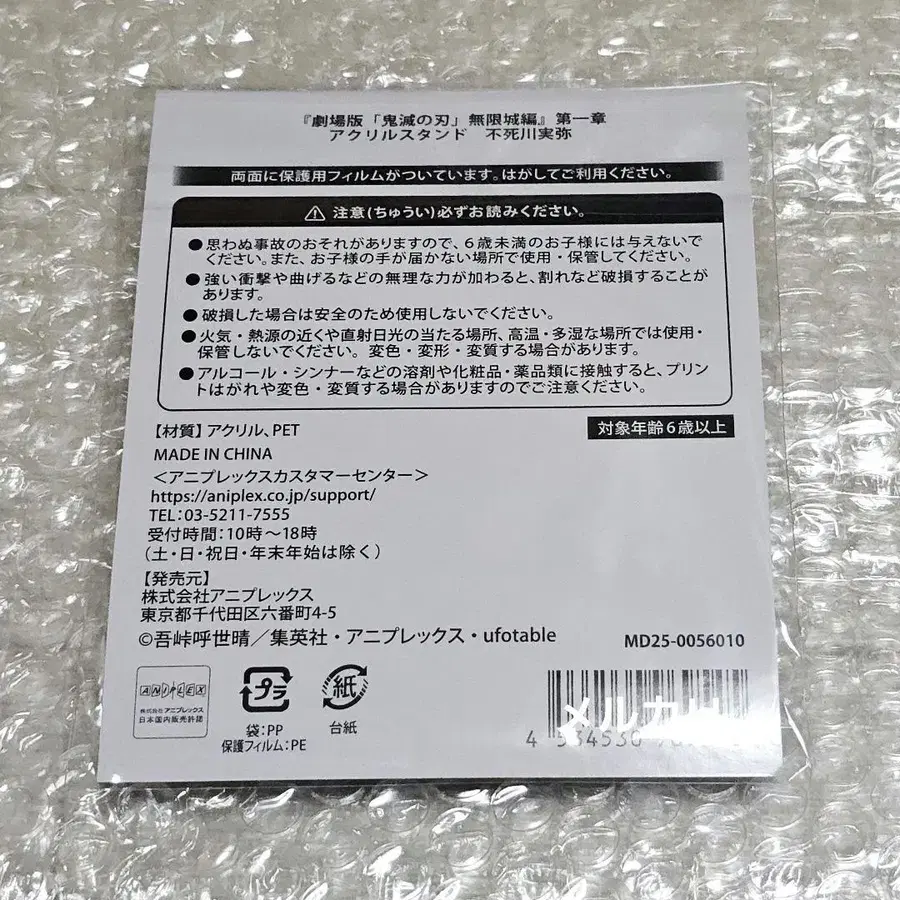 『劇場版「鬼滅の刃」無限城編』第一章
アクリルスタンド　不死川実弥
両面に保護用フィルムがついています。はがしてご利用ください。
⚠ 注意(ちゅうい)必ずお読みください。
●思わぬ事故のおそれがありますので、6歳未満のお子様には与えないで
ください。また、お子様の手が届かない場所で使用・保管してください。
●強い衝撃や曲げるなどの無理な力が加わると、割れなど破損することが
あります。
●破損した場合は安全のため使用しないでください。
●火気・熱源の近くや直射日光の当たる場所、高温・多湿な場所では使用・
保管しないでください。変色・変形・変質する場合があります。
●アルコール・シンナーなどの溶剤や化粧品・薬品類に接触すると、プリン
トはがれや変色・変質する場合がありますのでご注意ください。
【材質】アクリル、PET
対象年齢6歳以上
MADE IN CHINA
＜アニプレックスカスタマーセンター＞
https://aniplex.co.jp/support/
TEL:03-5211-7555
受付時間:10時〜18時
(土・日・祝日・年末年始は除く)
【発売元】
株式会社アニプレックス
東京都千代田区六番町4-5
©吾峠呼世晴／集英社・アニプレックス・ufotable
MD25-0056010
ANIPLEX
株式会社アニプレックス
日本国内販売許諾
プラ
袋:PP
保護フィルム:PE
紙
台紙
メルカリ
4 534530